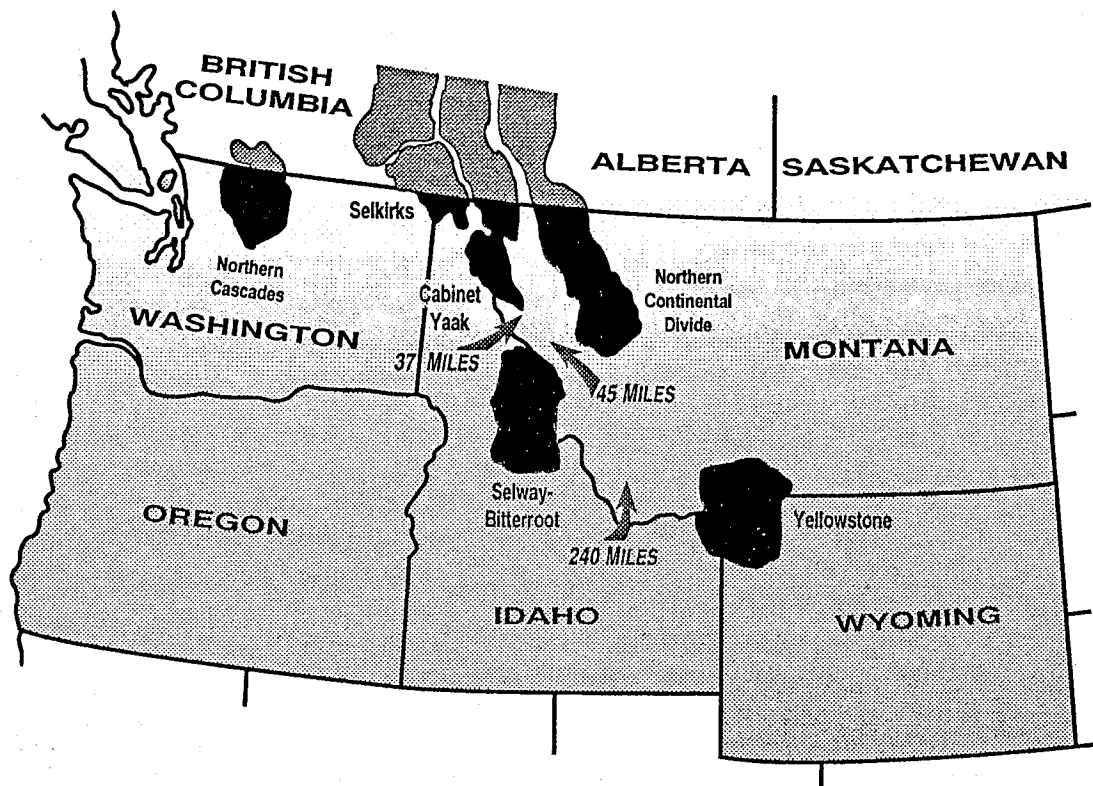 BRITISH
COLUMBIA
ALBERTA
SASKATCHEWAN
Selkirks
Northern
Cascades
WASHINGTON
Cabinet
Yaak
37 MILES
Northern
Continental
Divide
MONTANA
45 MILES
OREGON
Selway-
Bitterroot
240 MILES
Yellowstone
IDAHO
WYOMING